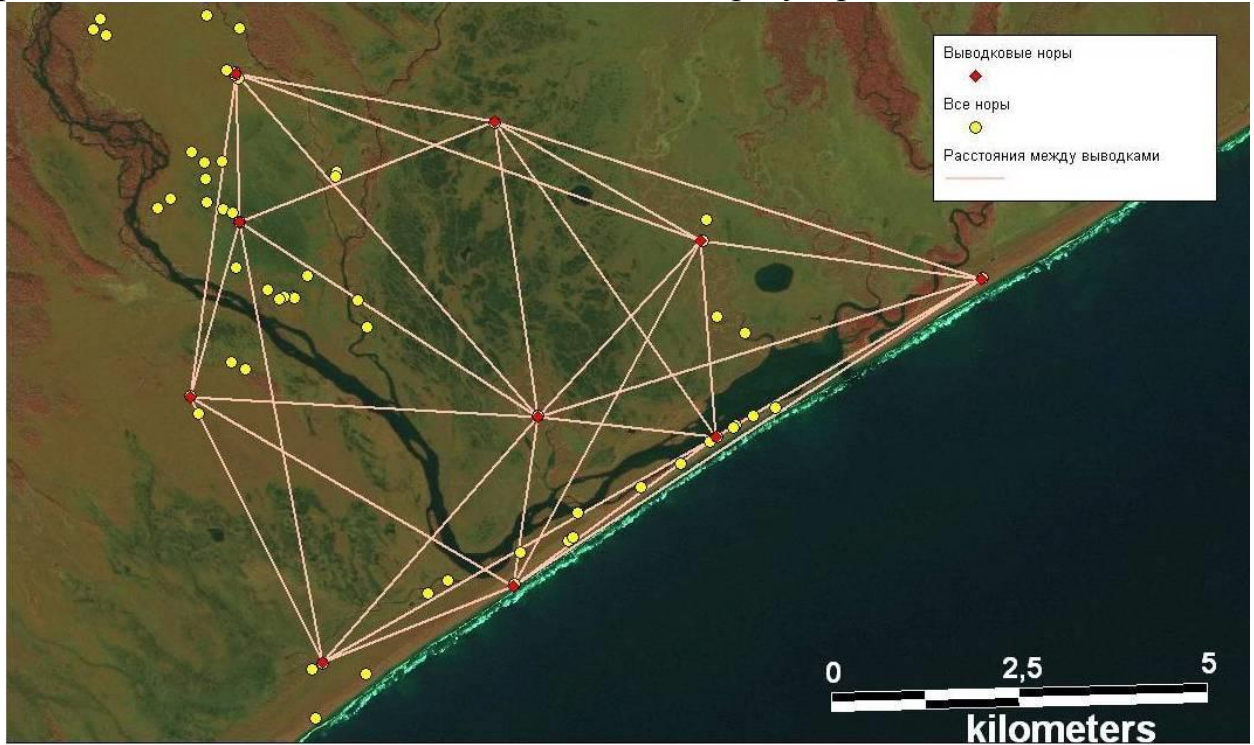 Выводковые норы
Все норы
Расстояния между выводками
0 2,5 5
kilometers